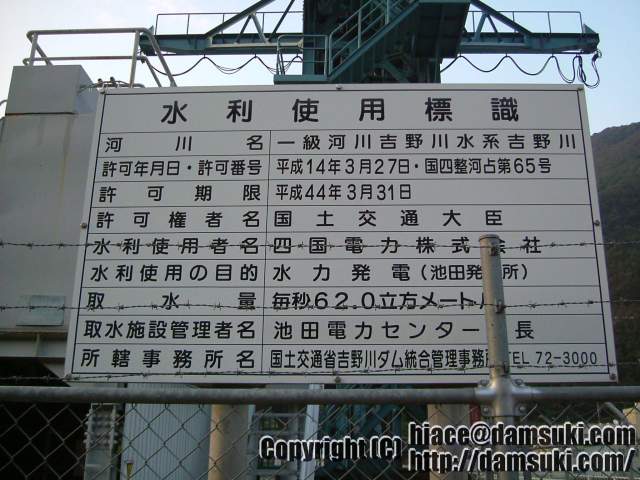 水利使用標識
河川名 一級河川吉野川水系吉野川
許可年月日・許可番号 平成14年3月27日・国四整河占第65号
許可期限 平成44年3月31日
許可権者名 国土交通大臣
水利使用者名 四国電力株式会社
水利使用の目的 水力発電(池田発所)
取水量 毎秒62.0立方メートル
取水施設管理者名 池田電力センター 長
所轄事務所名 国土交通省吉野川ダム統合管理事務所 TEL 72-3000
Copyright (C) hiace@damsuki.com
http://damsuki.com/